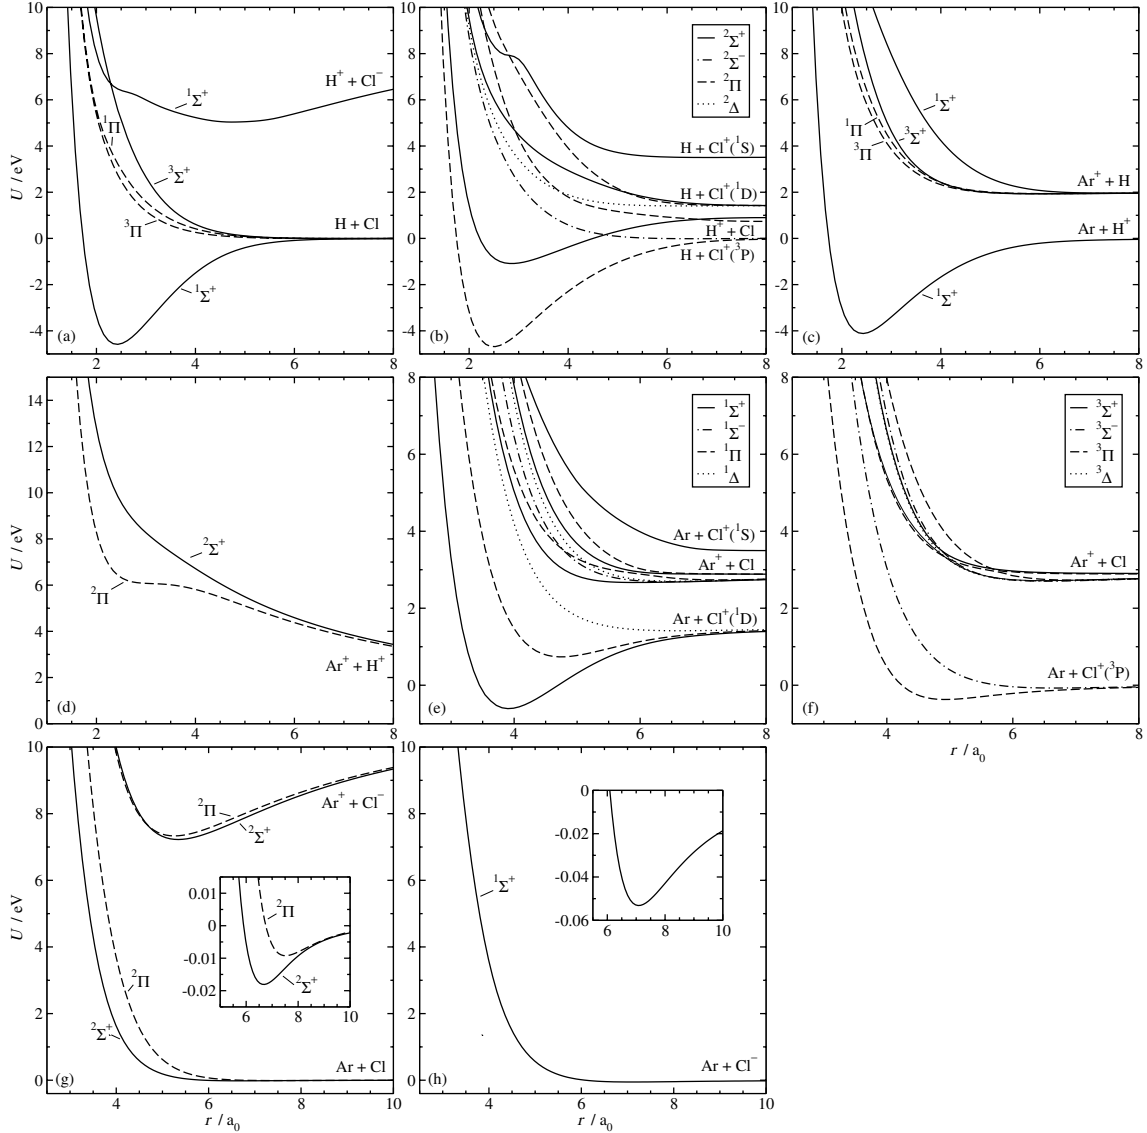 10
8
6
4
2
0
-2
-4
U / eV
2
4
6
8
H⁺ + Cl⁻
¹Σ⁺
¹Π
³Σ⁺
³Π
H + Cl
¹Σ⁺
(a)
10
8
6
4
2
0
-2
-4
2
4
6
8
²Σ⁺
²Σ⁻
²Π
²Δ
H + Cl⁺(¹S)
H + Cl⁺(¹D)
H⁺ + Cl
H + Cl⁺(³P)
(b)
10
8
6
4
2
0
-2
-4
2
4
6
8
¹Σ⁺
¹Π
³Σ⁺
³Π
Ar⁺ + H
Ar + H⁺
¹Σ⁺
(c)
14
12
10
8
6
4
2
0
U / eV
2
4
6
8
²Σ⁺
²Π
Ar⁺ + H⁺
(d)
8
6
4
2
0
4
6
8
¹Σ⁺
¹Σ⁻
¹Π
¹Δ
Ar + Cl⁺(¹S)
Ar⁺ + Cl
Ar + Cl⁺(¹D)
(e)
8
6
4
2
0
4
6
8
r / a₀
³Σ⁺
³Σ⁻
³Π
³Δ
Ar⁺ + Cl
Ar + Cl⁺(³P)
(f)
10
8
6
4
2
0
U / eV
4
6
8
10
r / a₀
²Π
Ar⁺ + Cl⁻
²Σ⁺
0.01
0
-0.01
-0.02
6
8
10
²Π
²Σ⁺
²Π
²Σ⁺
Ar + Cl
(g)
10
8
6
4
2
0
4
6
8
10
r / a₀
0
-0.02
-0.04
-0.06
6
8
10
¹Σ⁺
Ar + Cl⁻
(h)